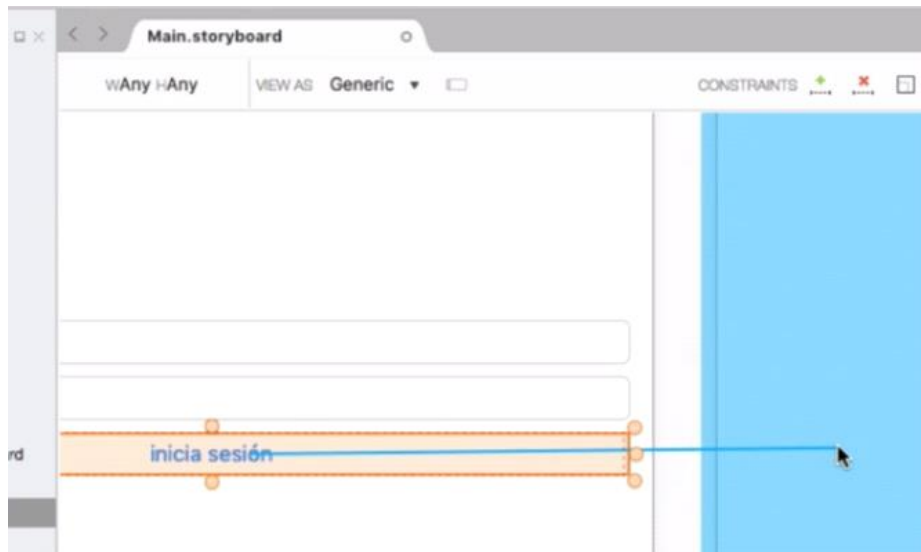 Main.storyboard
WAny HAny VIEW AS Generic CONSTRAINTS
inicia sesión
rd